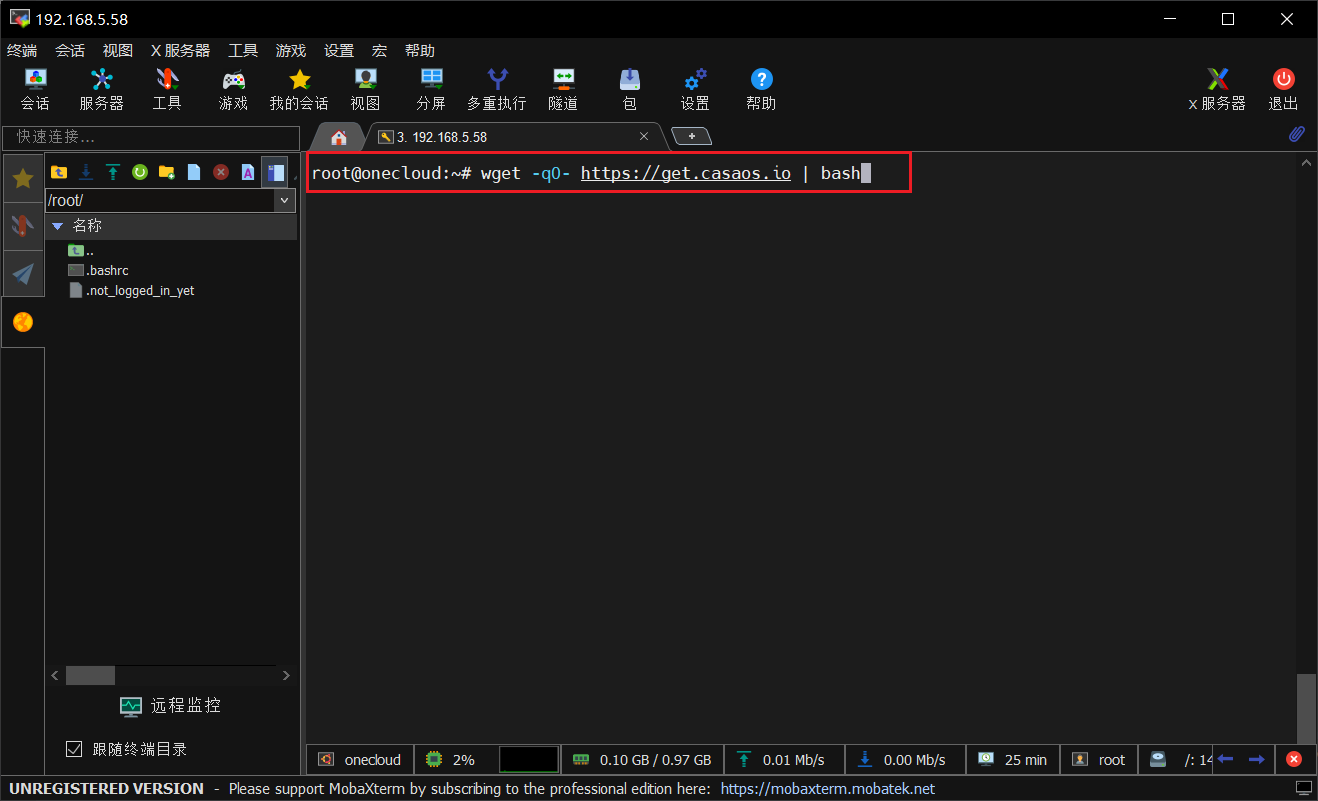 192.168.5.58
终端 会话 视图 X 服务器 工具 游戏 设置 宏 帮助
会话 服务器 工具 游戏 我的会话 视图 分屏 多重执行 隧道 包 设置 帮助 X 服务器 退出
快速连接...
3. 192.168.5.58
root@onecloud:~# wget -qO- https://get.casaos.io | bash
/root/
名称
..
.bashrc
.not_logged_in_yet
远程监控
跟随终端目录
onecloud 2% 0.10 GB / 0.97 GB 0.01 Mb/s 0.00 Mb/s 25 min root /: 14
UNREGISTERED VERSION - Please support MobaXterm by subscribing to the professional edition here: https://mobaxterm.mobatek.net